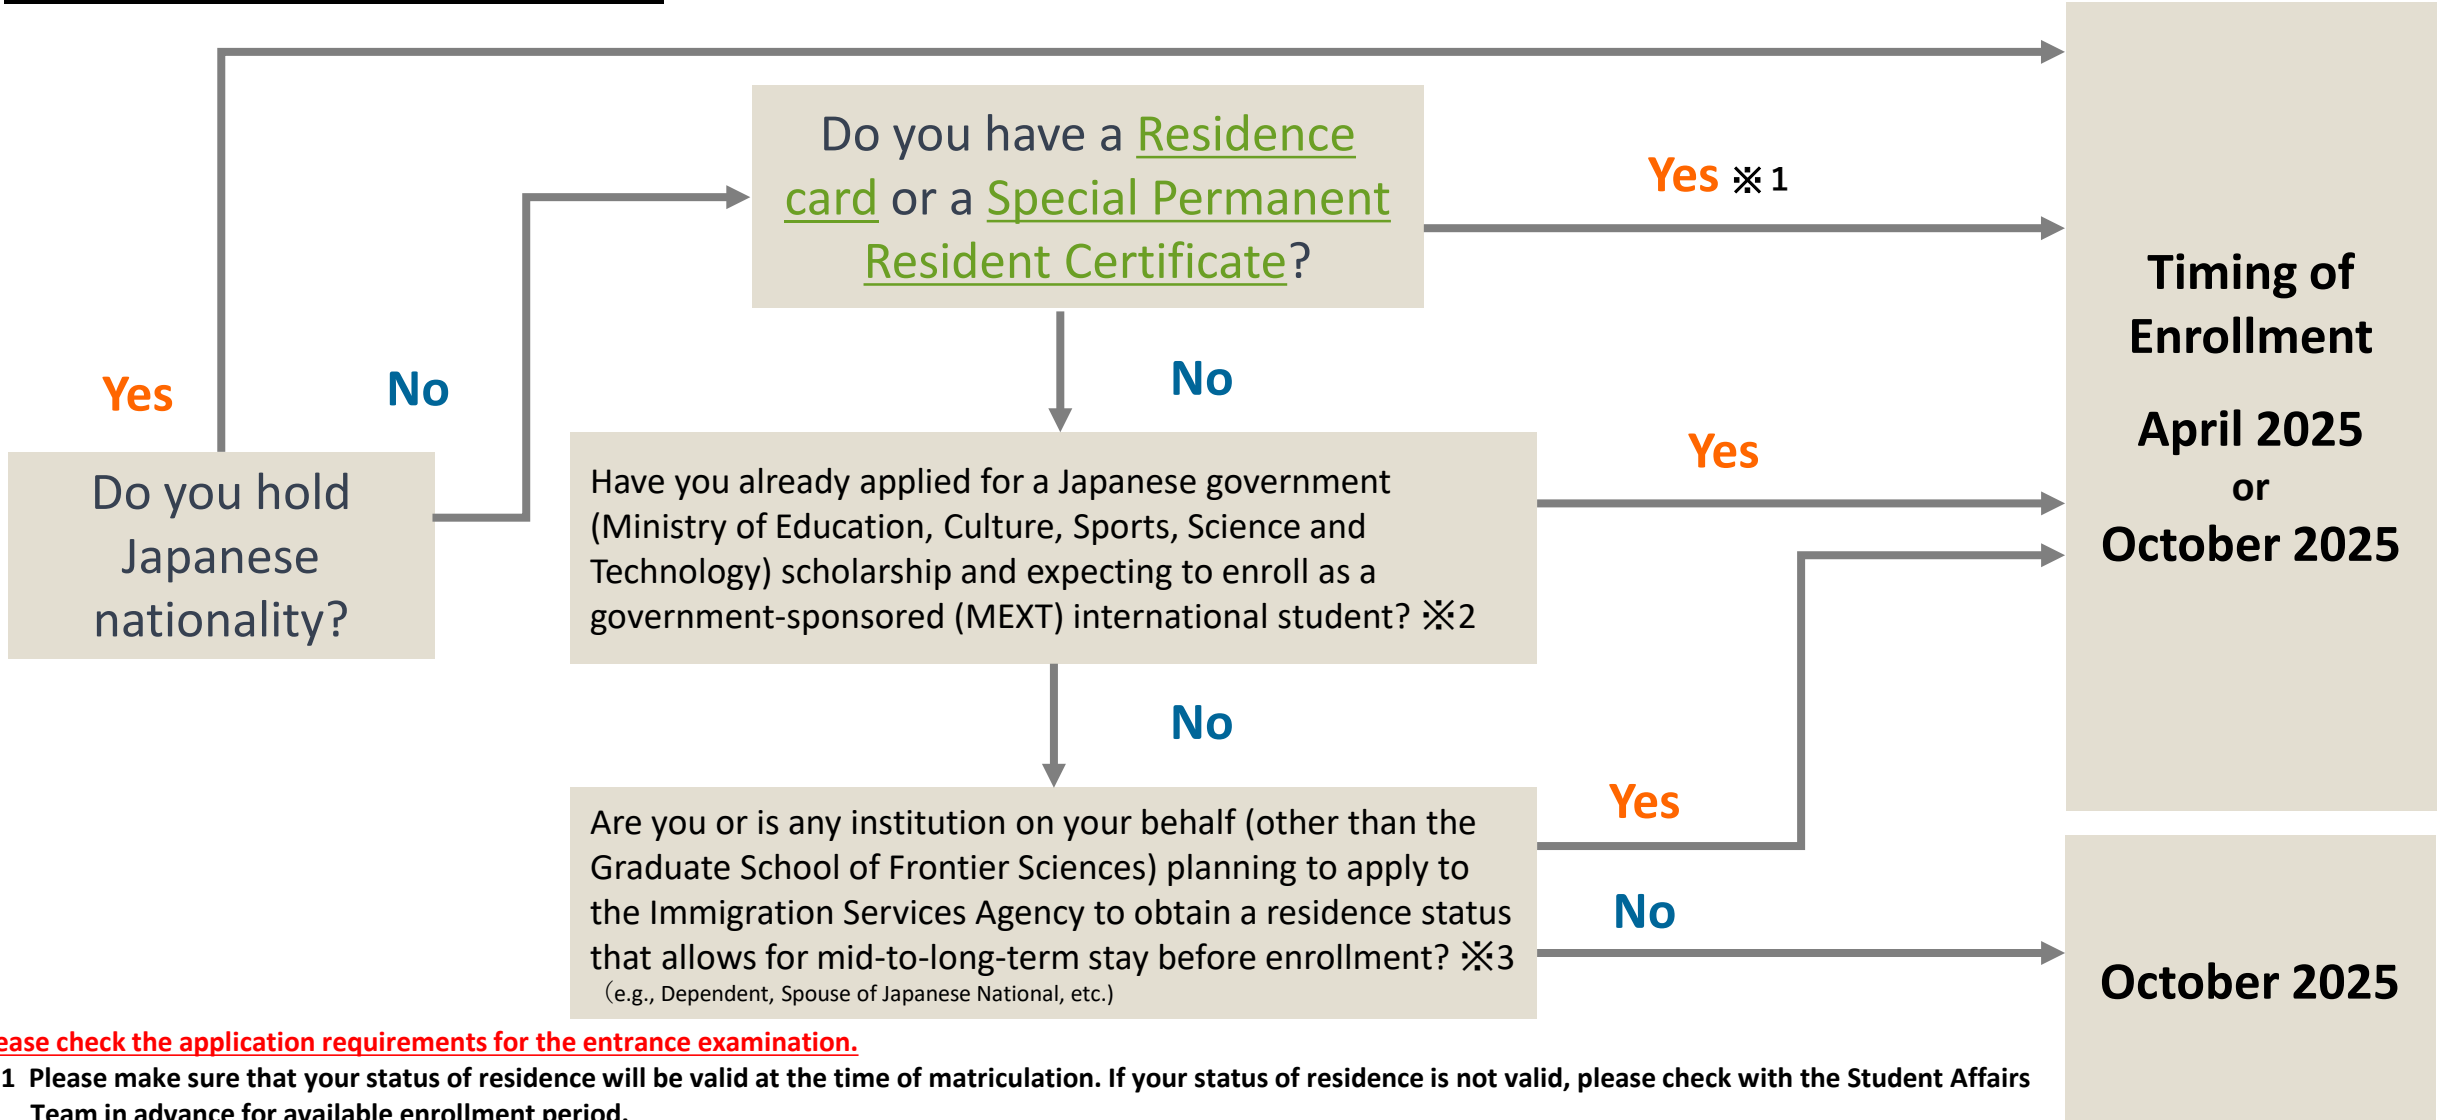 Do you have a Residence
card or a Special Permanent
Resident Certificate?
Yes ※1
Timing of
Enrollment
April 2025
or
October 2025
Yes
No
No
Do you hold
Japanese
nationality?
Have you already applied for a Japanese government
(Ministry of Education, Culture, Sports, Science and
Technology) scholarship and expecting to enroll as a
government-sponsored (MEXT) international student? ※2
Yes
No
Are you or is any institution on your behalf (other than the
Graduate School of Frontier Sciences) planning to apply to
the Immigration Services Agency to obtain a residence status
that allows for mid-to-long-term stay before enrollment? ※3
（e.g., Dependent, Spouse of Japanese National, etc.)
Yes
No
October 2025
ease check the application requirements for the entrance examination.
1 Please make sure that your status of residence will be valid at the time of matriculation. If your status of residence is not valid, please check with the Student Affairs
Team in advance for available enrollment period.